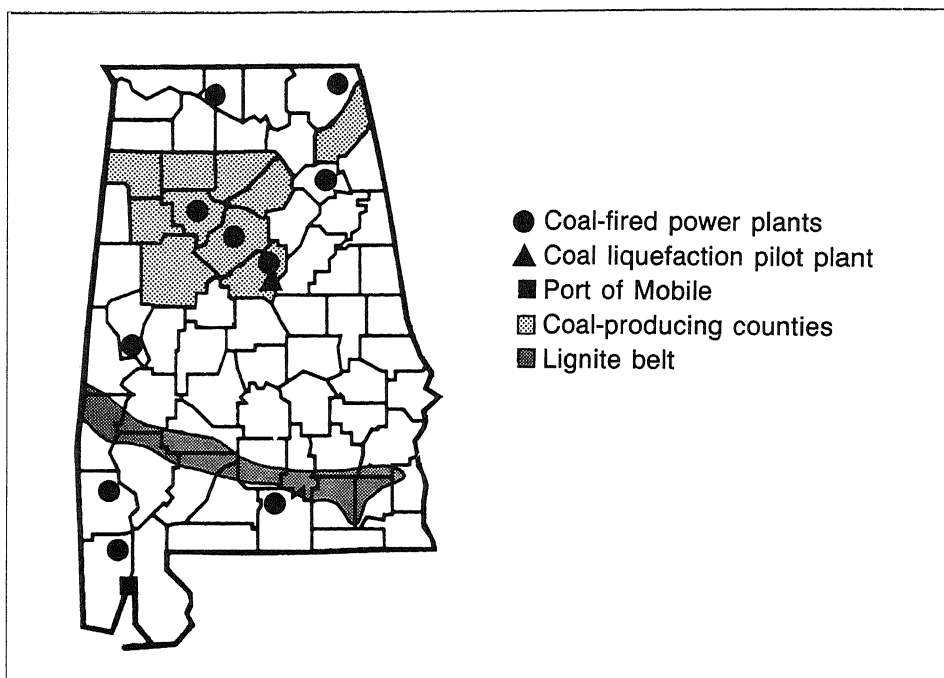 Coal-fired power plants
Coal liquefaction pilot plant
Port of Mobile
Coal-producing counties
Lignite belt